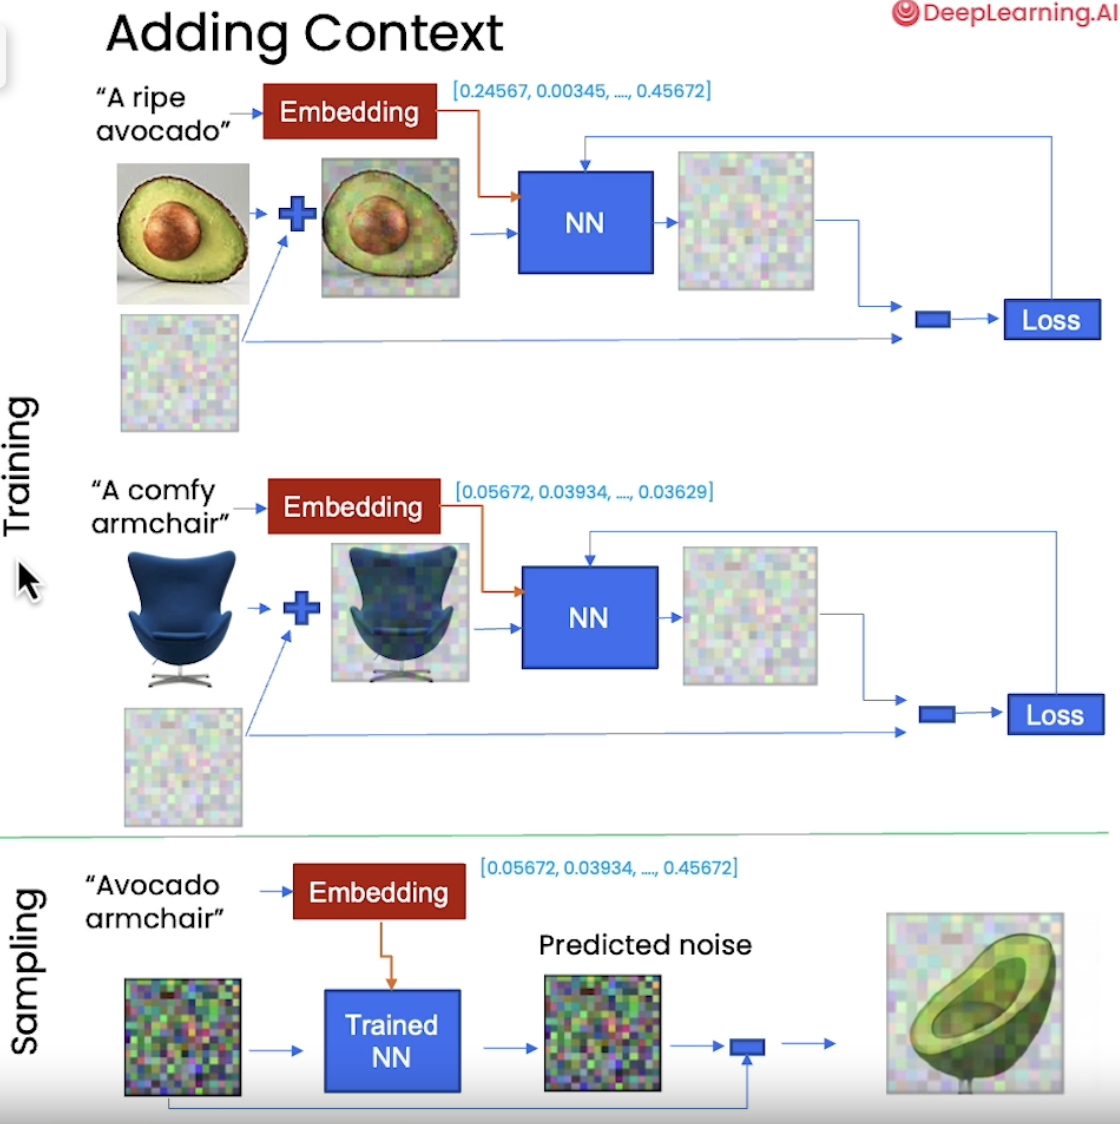 Adding Context
DeepLearning.AI
“A ripe
avocado”
Embedding
[0.24567, 0.00345, ...., 0.45672]
NN
Loss
Training
“A comfy
armchair”
Embedding
[0.05672, 0.03934, ...., 0.03629]
NN
Loss
Sampling
“Avocado
armchair”
Embedding
[0.05672, 0.03934, ...., 0.45672]
Predicted noise
Trained
NN